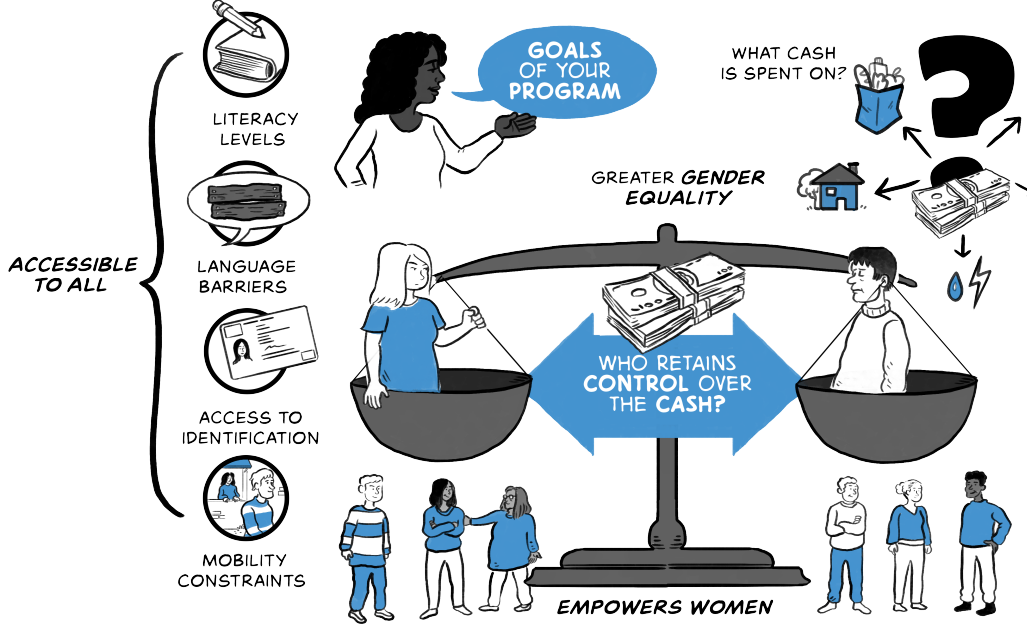 GOALS
OF YOUR
PROGRAM
WHAT CASH
IS SPENT ON?
LITERACY
LEVELS
GREATER GENDER
EQUALITY
ACCESSIBLE
TO ALL
LANGUAGE
BARRIERS
WHO RETAINS
CONTROL OVER
THE CASH?
ACCESS TO
IDENTIFICATION
MOBILITY
CONSTRAINTS
EMPOWERS WOMEN